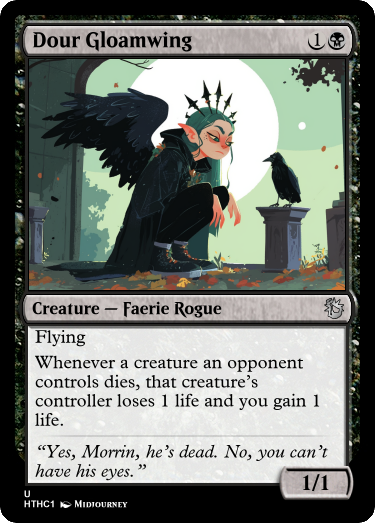 Dour Gloamwing 1
Creature — Faerie Rogue
Flying
Whenever a creature an opponent
controls dies, that creature's
controller loses 1 life and you gain 1
life.
“Yes, Morrin, he's dead. No, you can't
have his eyes.”
1/1
U
HTHC1 MIDJOURNEY